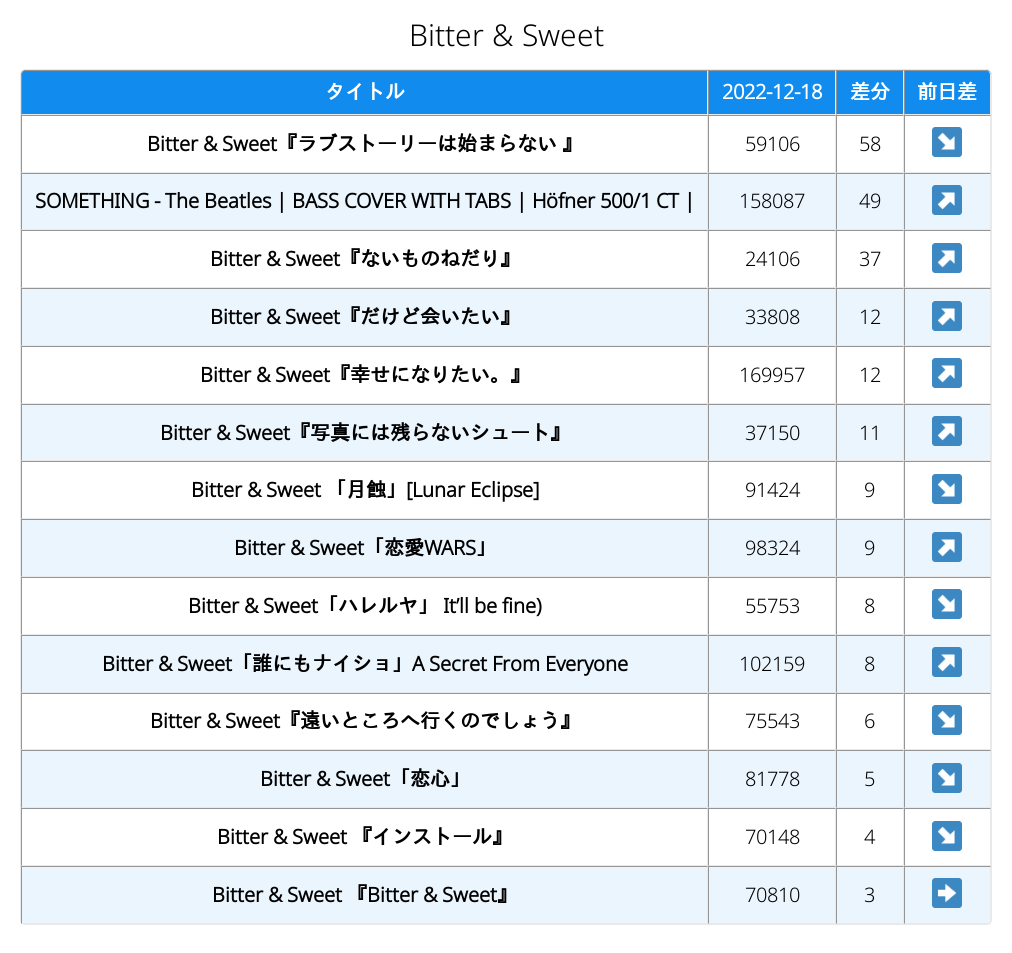 Bitter & Sweet
タイトル 2022-12-18 差分 前日差
Bitter & Sweet『ラブストーリーは始まらない 』 59106 58
SOMETHING - The Beatles | BASS COVER WITH TABS | Höfner 500/1 CT | 158087 49
Bitter & Sweet『ないものねだり』 24106 37
Bitter & Sweet『だけど会いたい』 33808 12
Bitter & Sweet『幸せになりたい。』 169957 12
Bitter & Sweet『写真には残らないシュート』 37150 11
Bitter & Sweet 「月蝕」[Lunar Eclipse] 91424 9
Bitter & Sweet「恋愛WARS」 98324 9
Bitter & Sweet「ハレルヤ」 It’ll be fine) 55753 8
Bitter & Sweet「誰にもナイショ」A Secret From Everyone 102159 8
Bitter & Sweet『遠いところへ行くのでしょう』 75543 6
Bitter & Sweet「恋心」 81778 5
Bitter & Sweet 『インストール』 70148 4
Bitter & Sweet 『Bitter & Sweet』 70810 3